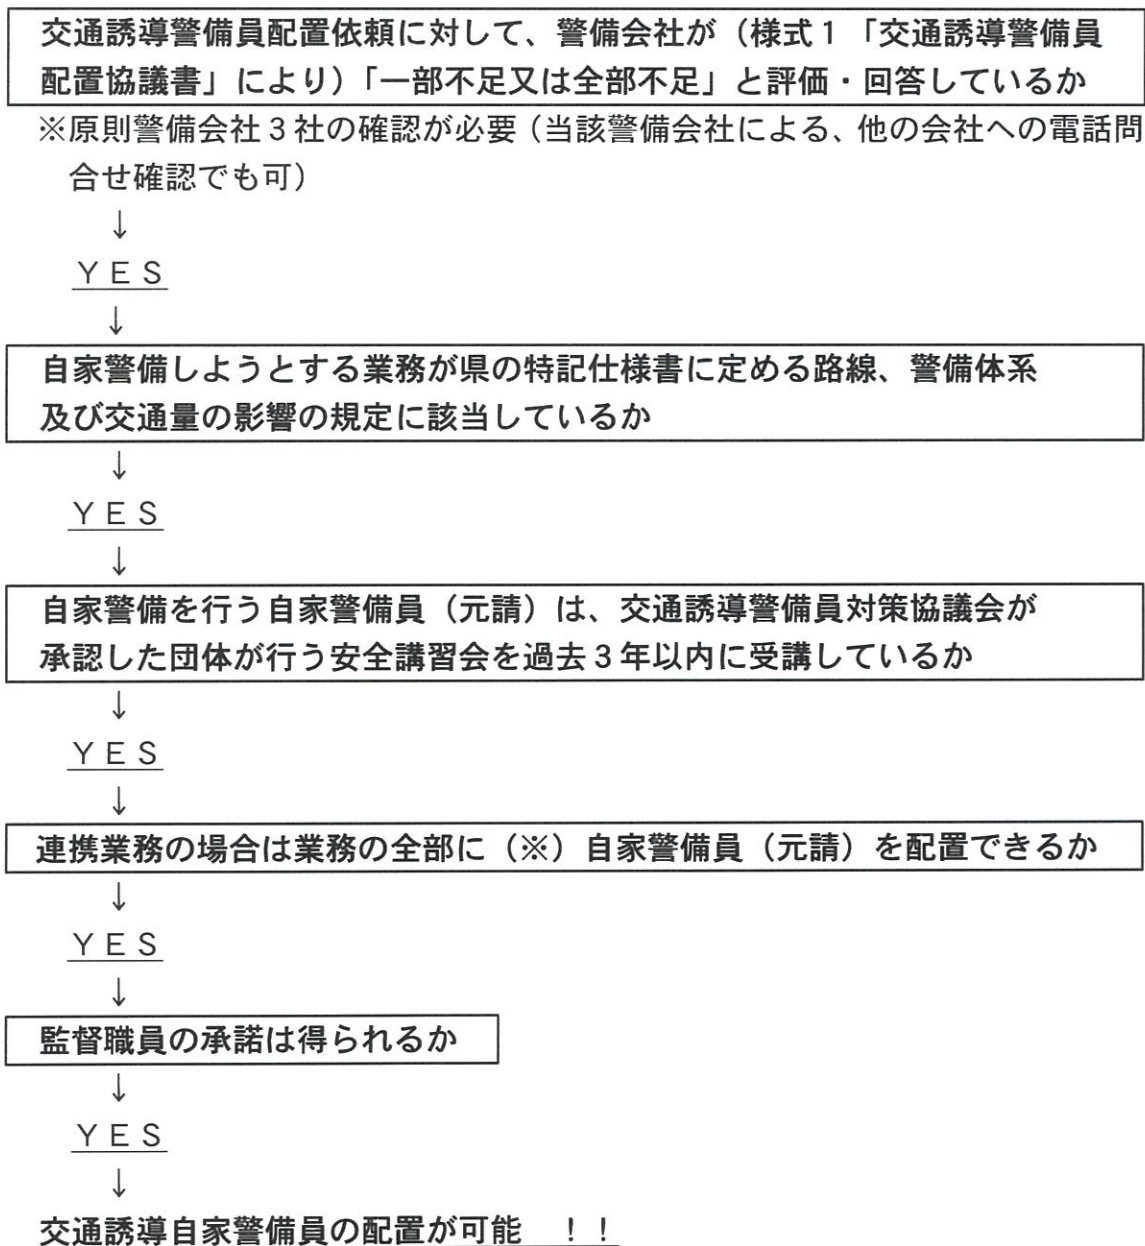 交通誘導警備員配置依頼に対して、警備会社が（様式１「交通誘導警備員
配置協議書」により）「一部不足又は全部不足」と評価・回答しているか
※原則警備会社３社の確認が必要（当該警備会社による、他の会社への電話問
合せ確認でも可）
↓
ＹＥＳ
↓
自家警備しようとする業務が県の特記仕様書に定める路線、警備体系
及び交通量の影響の規定に該当しているか
↓
ＹＥＳ
↓
自家警備を行う自家警備員（元請）は、交通誘導警備員対策協議会が
承認した団体が行う安全講習会を過去３年以内に受講しているか
↓
ＹＥＳ
↓
連携業務の場合は業務の全部に（※）自家警備員（元請）を配置できるか
↓
ＹＥＳ
↓
監督職員の承諾は得られるか
↓
ＹＥＳ
↓
交通誘導自家警備員の配置が可能　！！